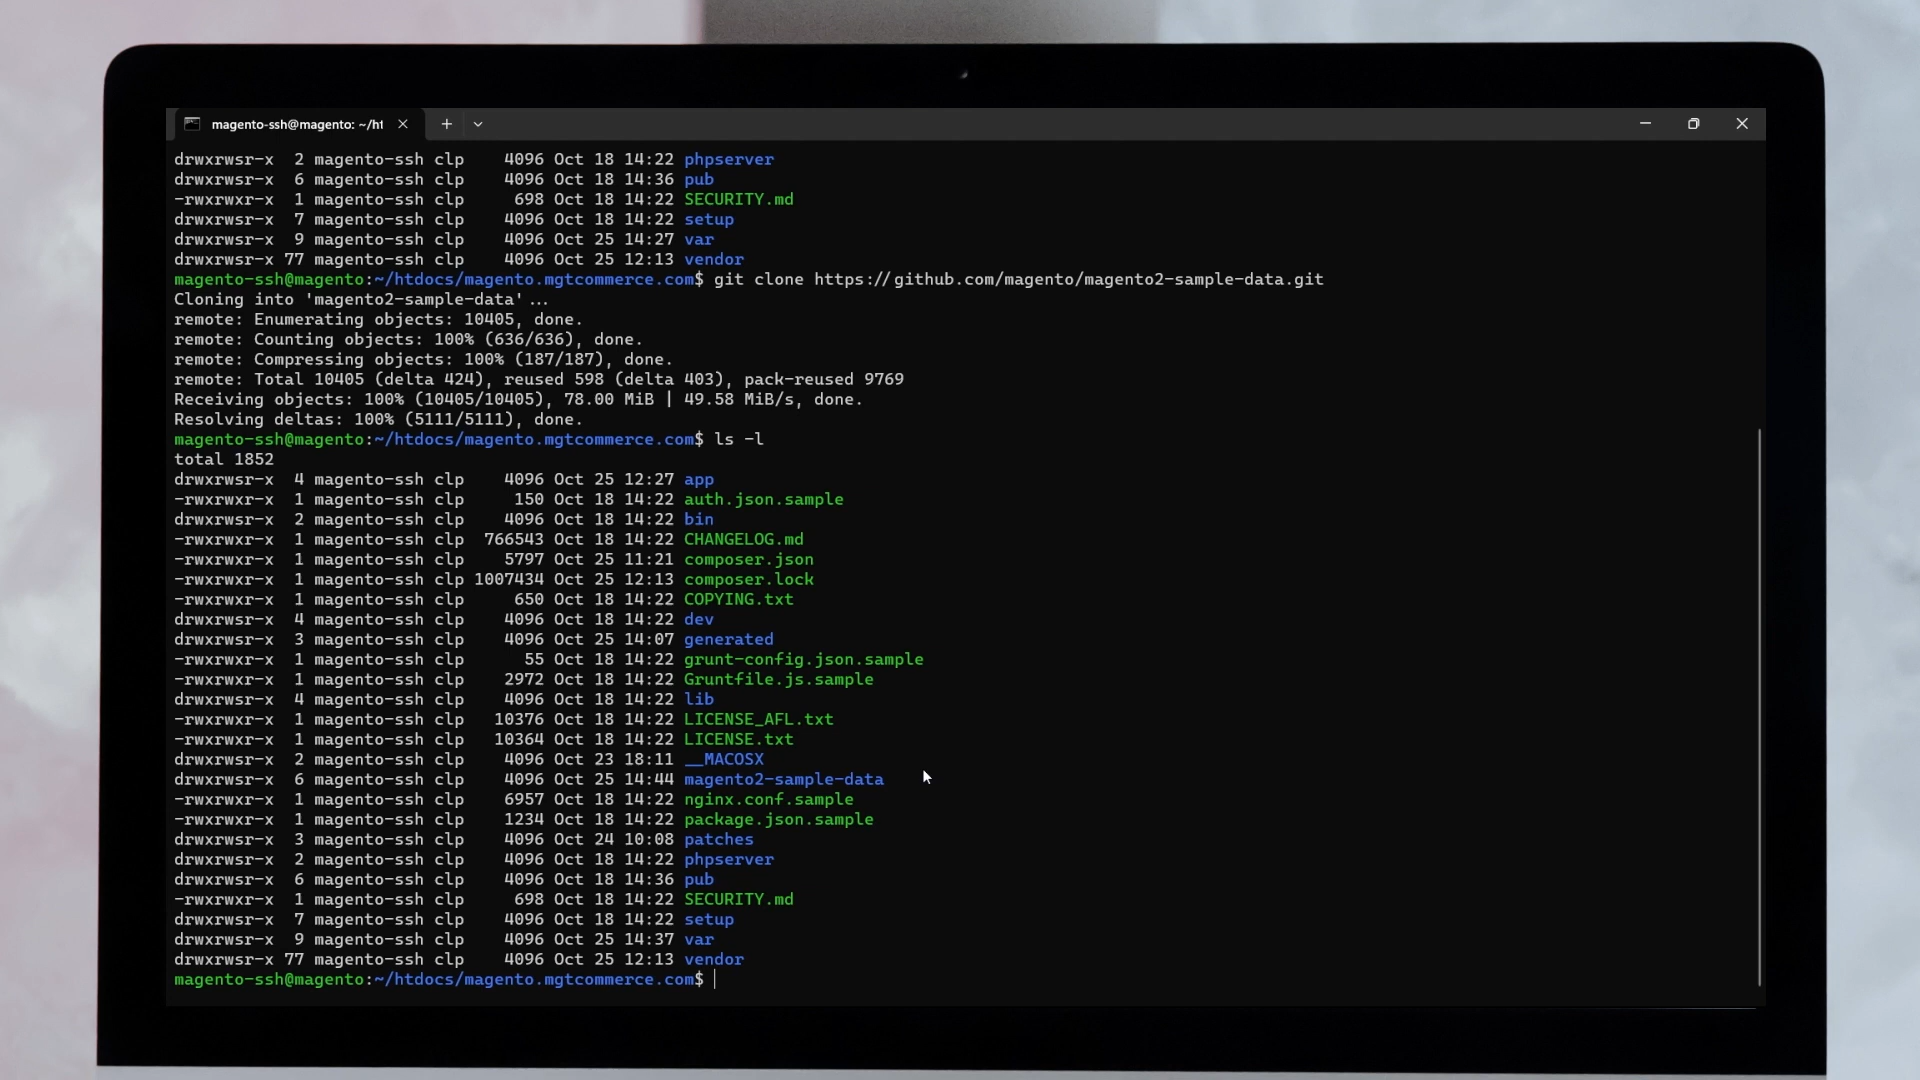 magento-ssh@magento: ~/ht
drwxrwsr-x  2 magento-ssh clp    4096 Oct 18 14:22 phpserver
drwxrwsr-x  6 magento-ssh clp    4096 Oct 18 14:36 pub
-rwxrwxr-x  1 magento-ssh clp     698 Oct 18 14:22 SECURITY.md
drwxrwsr-x  7 magento-ssh clp    4096 Oct 18 14:22 setup
drwxrwsr-x  9 magento-ssh clp    4096 Oct 25 14:27 var
drwxrwsr-x 77 magento-ssh clp    4096 Oct 25 12:13 vendor
magento-ssh@magento:~/htdocs/magento.mgtcommerce.com$ git clone https://github.com/magento/magento2-sample-data.git
Cloning into 'magento2-sample-data'...
remote: Enumerating objects: 10405, done.
remote: Counting objects: 100% (636/636), done.
remote: Compressing objects: 100% (187/187), done.
remote: Total 10405 (delta 424), reused 598 (delta 403), pack-reused 9769
Receiving objects: 100% (10405/10405), 78.00 MiB | 49.58 MiB/s, done.
Resolving deltas: 100% (5111/5111), done.
magento-ssh@magento:~/htdocs/magento.mgtcommerce.com$ ls -l
total 1852
drwxrwsr-x  4 magento-ssh clp    4096 Oct 25 12:27 app
-rwxrwxr-x  1 magento-ssh clp     150 Oct 18 14:22 auth.json.sample
drwxrwsr-x  2 magento-ssh clp    4096 Oct 18 14:22 bin
-rwxrwxr-x  1 magento-ssh clp  766543 Oct 18 14:22 CHANGELOG.md
-rwxrwxr-x  1 magento-ssh clp    5797 Oct 25 11:21 composer.json
-rwxrwxr-x  1 magento-ssh clp 1007434 Oct 25 12:13 composer.lock
-rwxrwxr-x  1 magento-ssh clp     650 Oct 18 14:22 COPYING.txt
drwxrwsr-x  4 magento-ssh clp    4096 Oct 18 14:22 dev
drwxrwsr-x  3 magento-ssh clp    4096 Oct 25 14:07 generated
-rwxrwxr-x  1 magento-ssh clp      55 Oct 18 14:22 grunt-config.json.sample
-rwxrwxr-x  1 magento-ssh clp    2972 Oct 18 14:22 Gruntfile.js.sample
drwxrwsr-x  4 magento-ssh clp    4096 Oct 18 14:22 lib
-rwxrwxr-x  1 magento-ssh clp   10376 Oct 18 14:22 LICENSE_AFL.txt
-rwxrwxr-x  1 magento-ssh clp   10364 Oct 18 14:22 LICENSE.txt
drwxrwsr-x  2 magento-ssh clp    4096 Oct 23 18:11 __MACOSX
drwxrwsr-x  6 magento-ssh clp    4096 Oct 25 14:44 magento2-sample-data
-rwxrwxr-x  1 magento-ssh clp    6957 Oct 18 14:22 nginx.conf.sample
-rwxrwxr-x  1 magento-ssh clp    1234 Oct 18 14:22 package.json.sample
drwxrwsr-x  3 magento-ssh clp    4096 Oct 24 10:08 patches
drwxrwsr-x  2 magento-ssh clp    4096 Oct 18 14:22 phpserver
drwxrwsr-x  6 magento-ssh clp    4096 Oct 18 14:36 pub
-rwxrwxr-x  1 magento-ssh clp     698 Oct 18 14:22 SECURITY.md
drwxrwsr-x  7 magento-ssh clp    4096 Oct 18 14:22 setup
drwxrwsr-x  9 magento-ssh clp    4096 Oct 25 14:37 var
drwxrwsr-x 77 magento-ssh clp    4096 Oct 25 12:13 vendor
magento-ssh@magento:~/htdocs/magento.mgtcommerce.com$